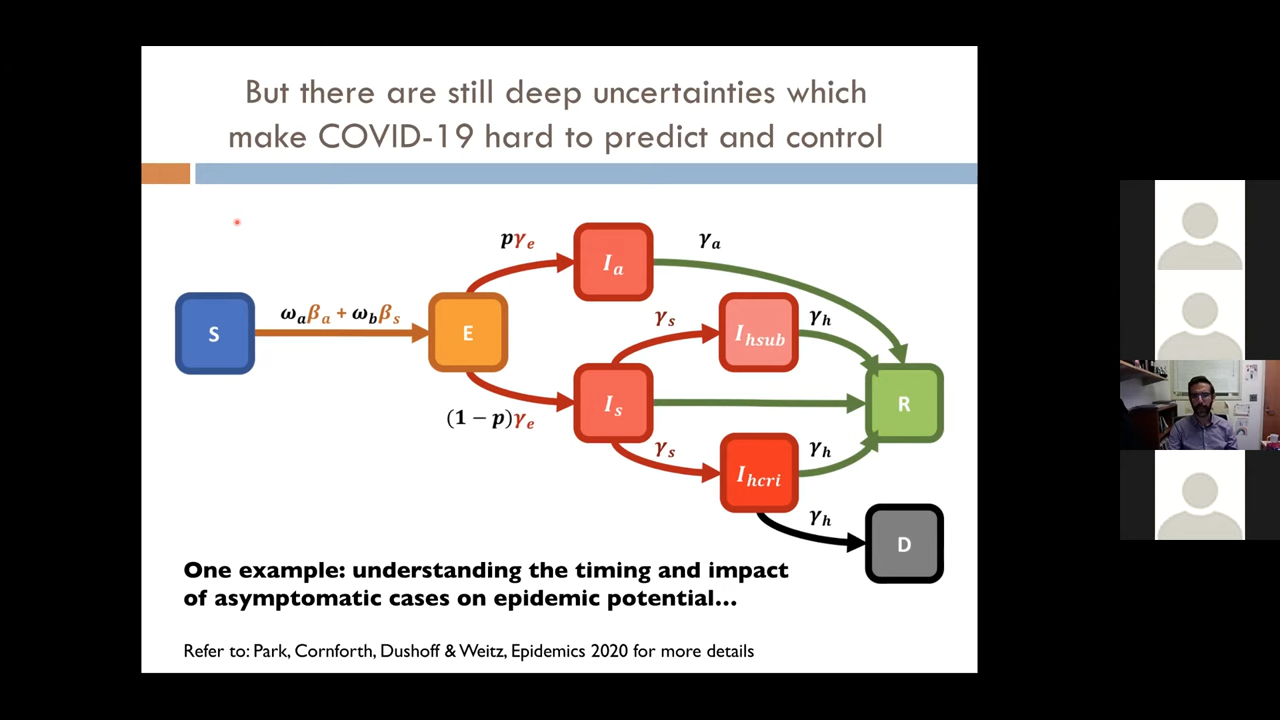 But there are still deep uncertainties which
make COVID-19 hard to predict and control
pγe
Ia
γa
S
ωaβa + ωbβs
E
γs
Ihsub
γh
(1 − p)γe
Is
R
γs
Ihcri
γh
γh
D
One example: understanding the timing and impact
of asymptomatic cases on epidemic potential...
Refer to: Park, Cornforth, Dushoff & Weitz, Epidemics 2020 for more details